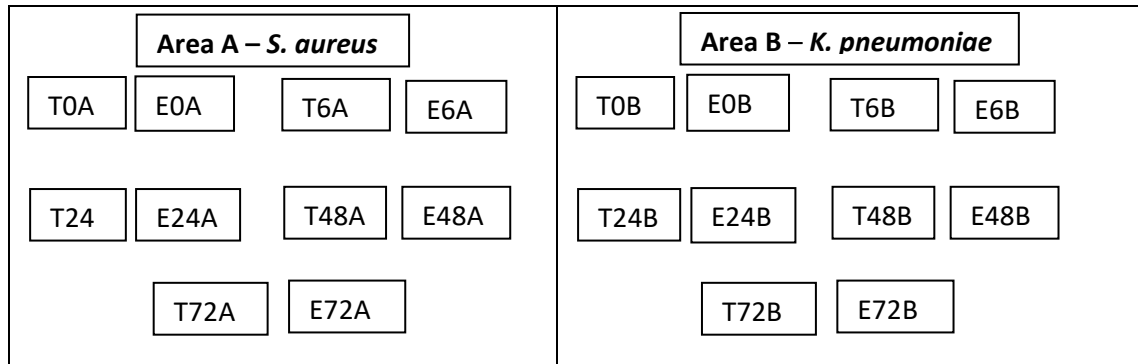 Area A – S. aureus
T0A E0A T6A E6A
T24 E24A T48A E48A
T72A E72A
Area B – K. pneumoniae
T0B E0B T6B E6B
T24B E24B T48B E48B
T72B E72B